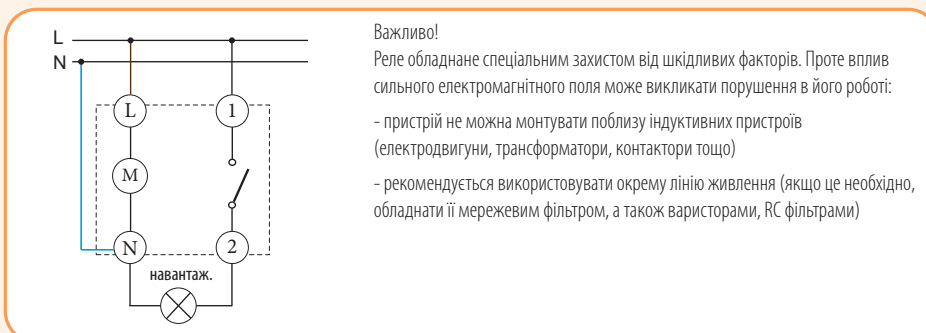 L
N
L
1
M
N
2
навантаж.
Важливо!
Реле обладнане спеціальним захистом від шкідливих факторів. Проте вплив
сильного електромагнітного поля може викликати порушення в його роботі:
- пристрій не можна монтувати поблизу індуктивних пристроїв
(електродвигуни, трансформатори, контактори тощо)
- рекомендується використовувати окрему лінію живлення (якщо це необхідно,
обладнати її мережевим фільтром, а також варисторами, RC фільтрами)